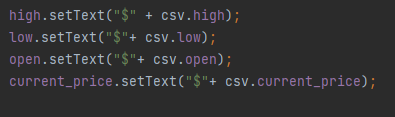 high.setText("$" + csv.high);
low.setText("$"+ csv.low);
open.setText("$"+ csv.open);
current_price.setText("$"+ csv.current_price);